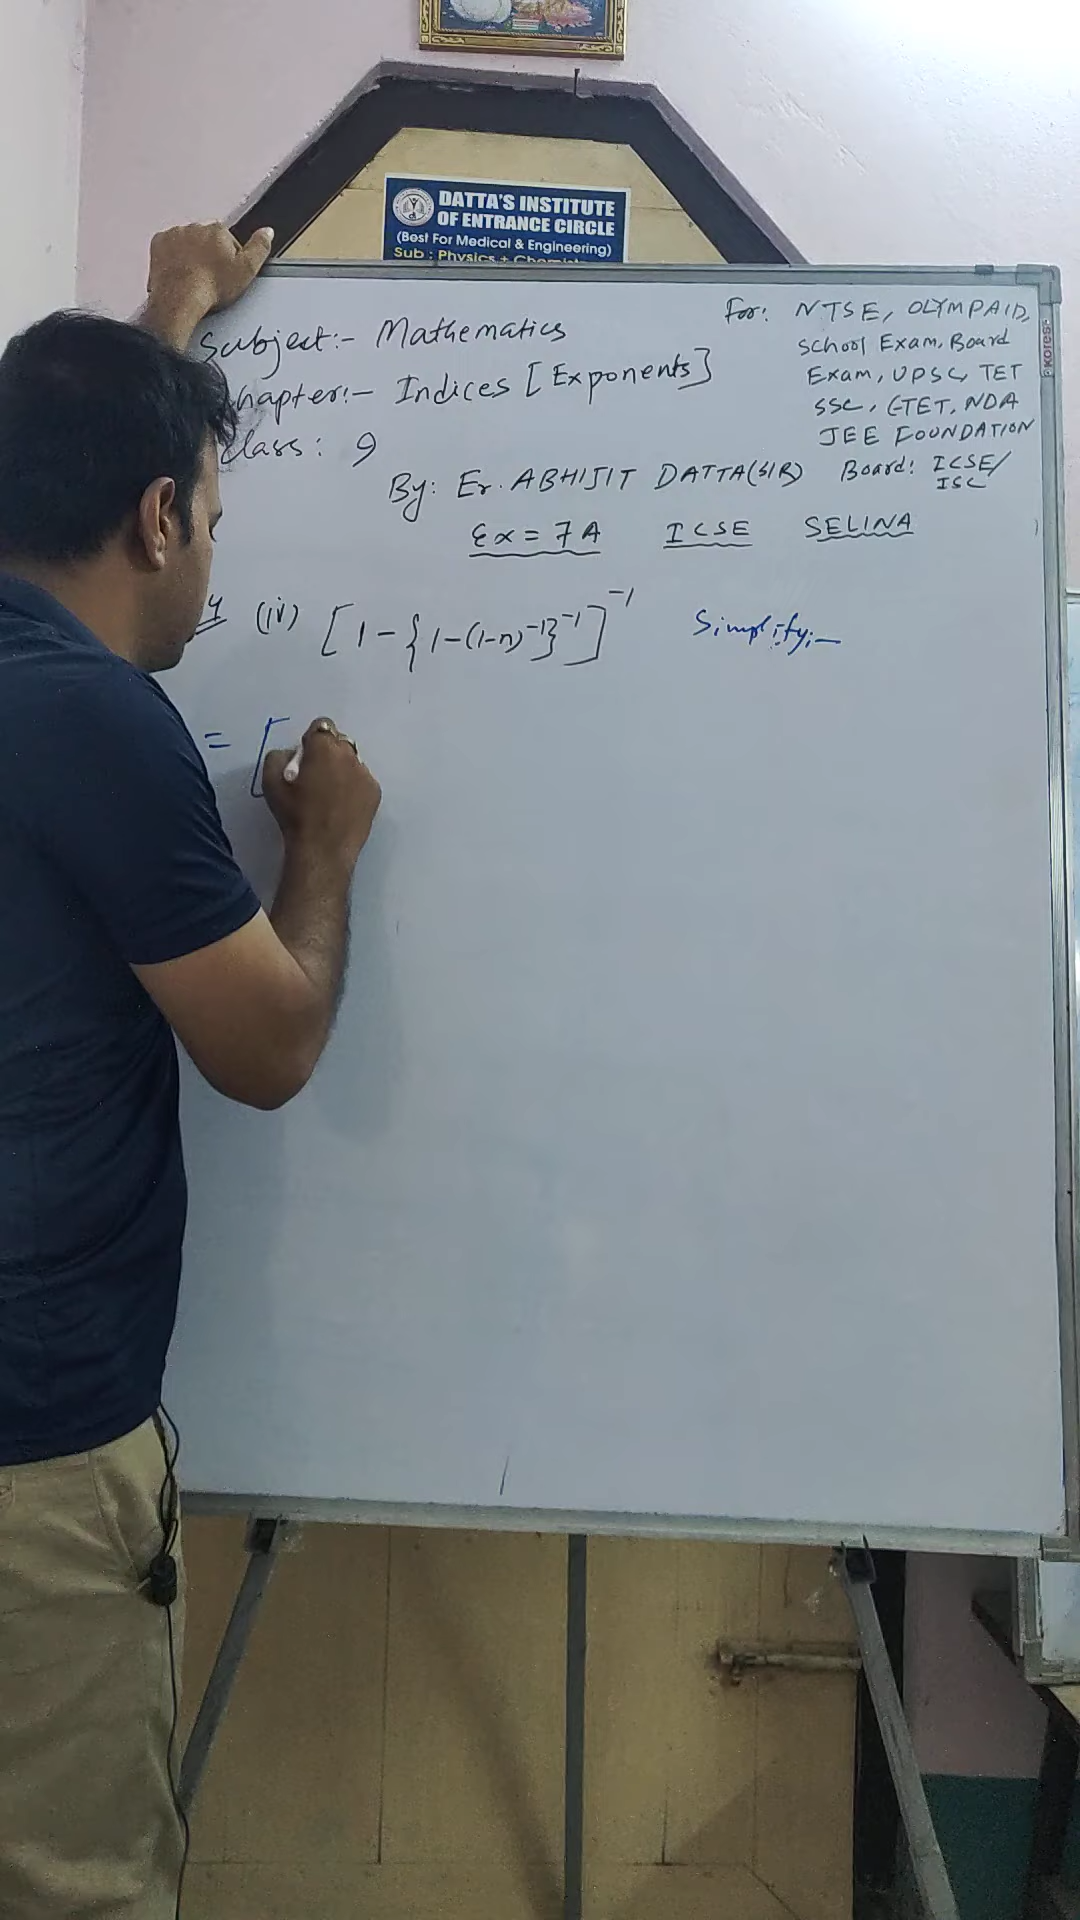 DATTA'S INSTITUTE
OF ENTRANCE CIRCLE
(Best For Medical & Engineering)
Sub : Physics + Chemist
Subject:- Mathematics
hapter:- Indices [Exponents]
Class: 9
For: NTSE, OLYMPAID,
School Exam, Board
Exam, UPSC, TET
SSC, CTET, NDA
JEE FOUNDATION
Board: ICSE/
ISC
By: Er. ABHIJIT DATTA(SIR)
Ex = 7A ICSE SELINA
4 (iv) [1-{1-(1-n)⁻¹}⁻¹]⁻¹ Simplify:-
= [
kores